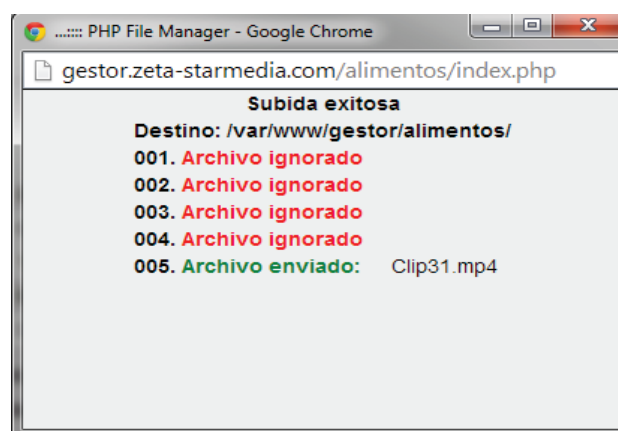 ...:::: PHP File Manager - Google Chrome
gestor.zeta-starmedia.com/alimentos/index.php
Subida exitosa
Destino: /var/www/gestor/alimentos/
001. Archivo ignorado
002. Archivo ignorado
003. Archivo ignorado
004. Archivo ignorado
005. Archivo enviado: Clip31.mp4